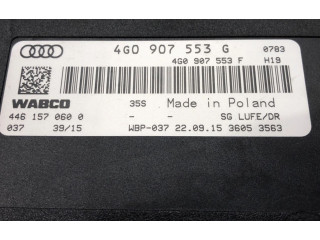 4G0 907 553 G 0783
4G0 907 553 F H19
WABCO 35S Made in Poland
446 157 060 0 - - SG LUFE/DR
037 39/15 WBP-037 22.09.15 3605 3563